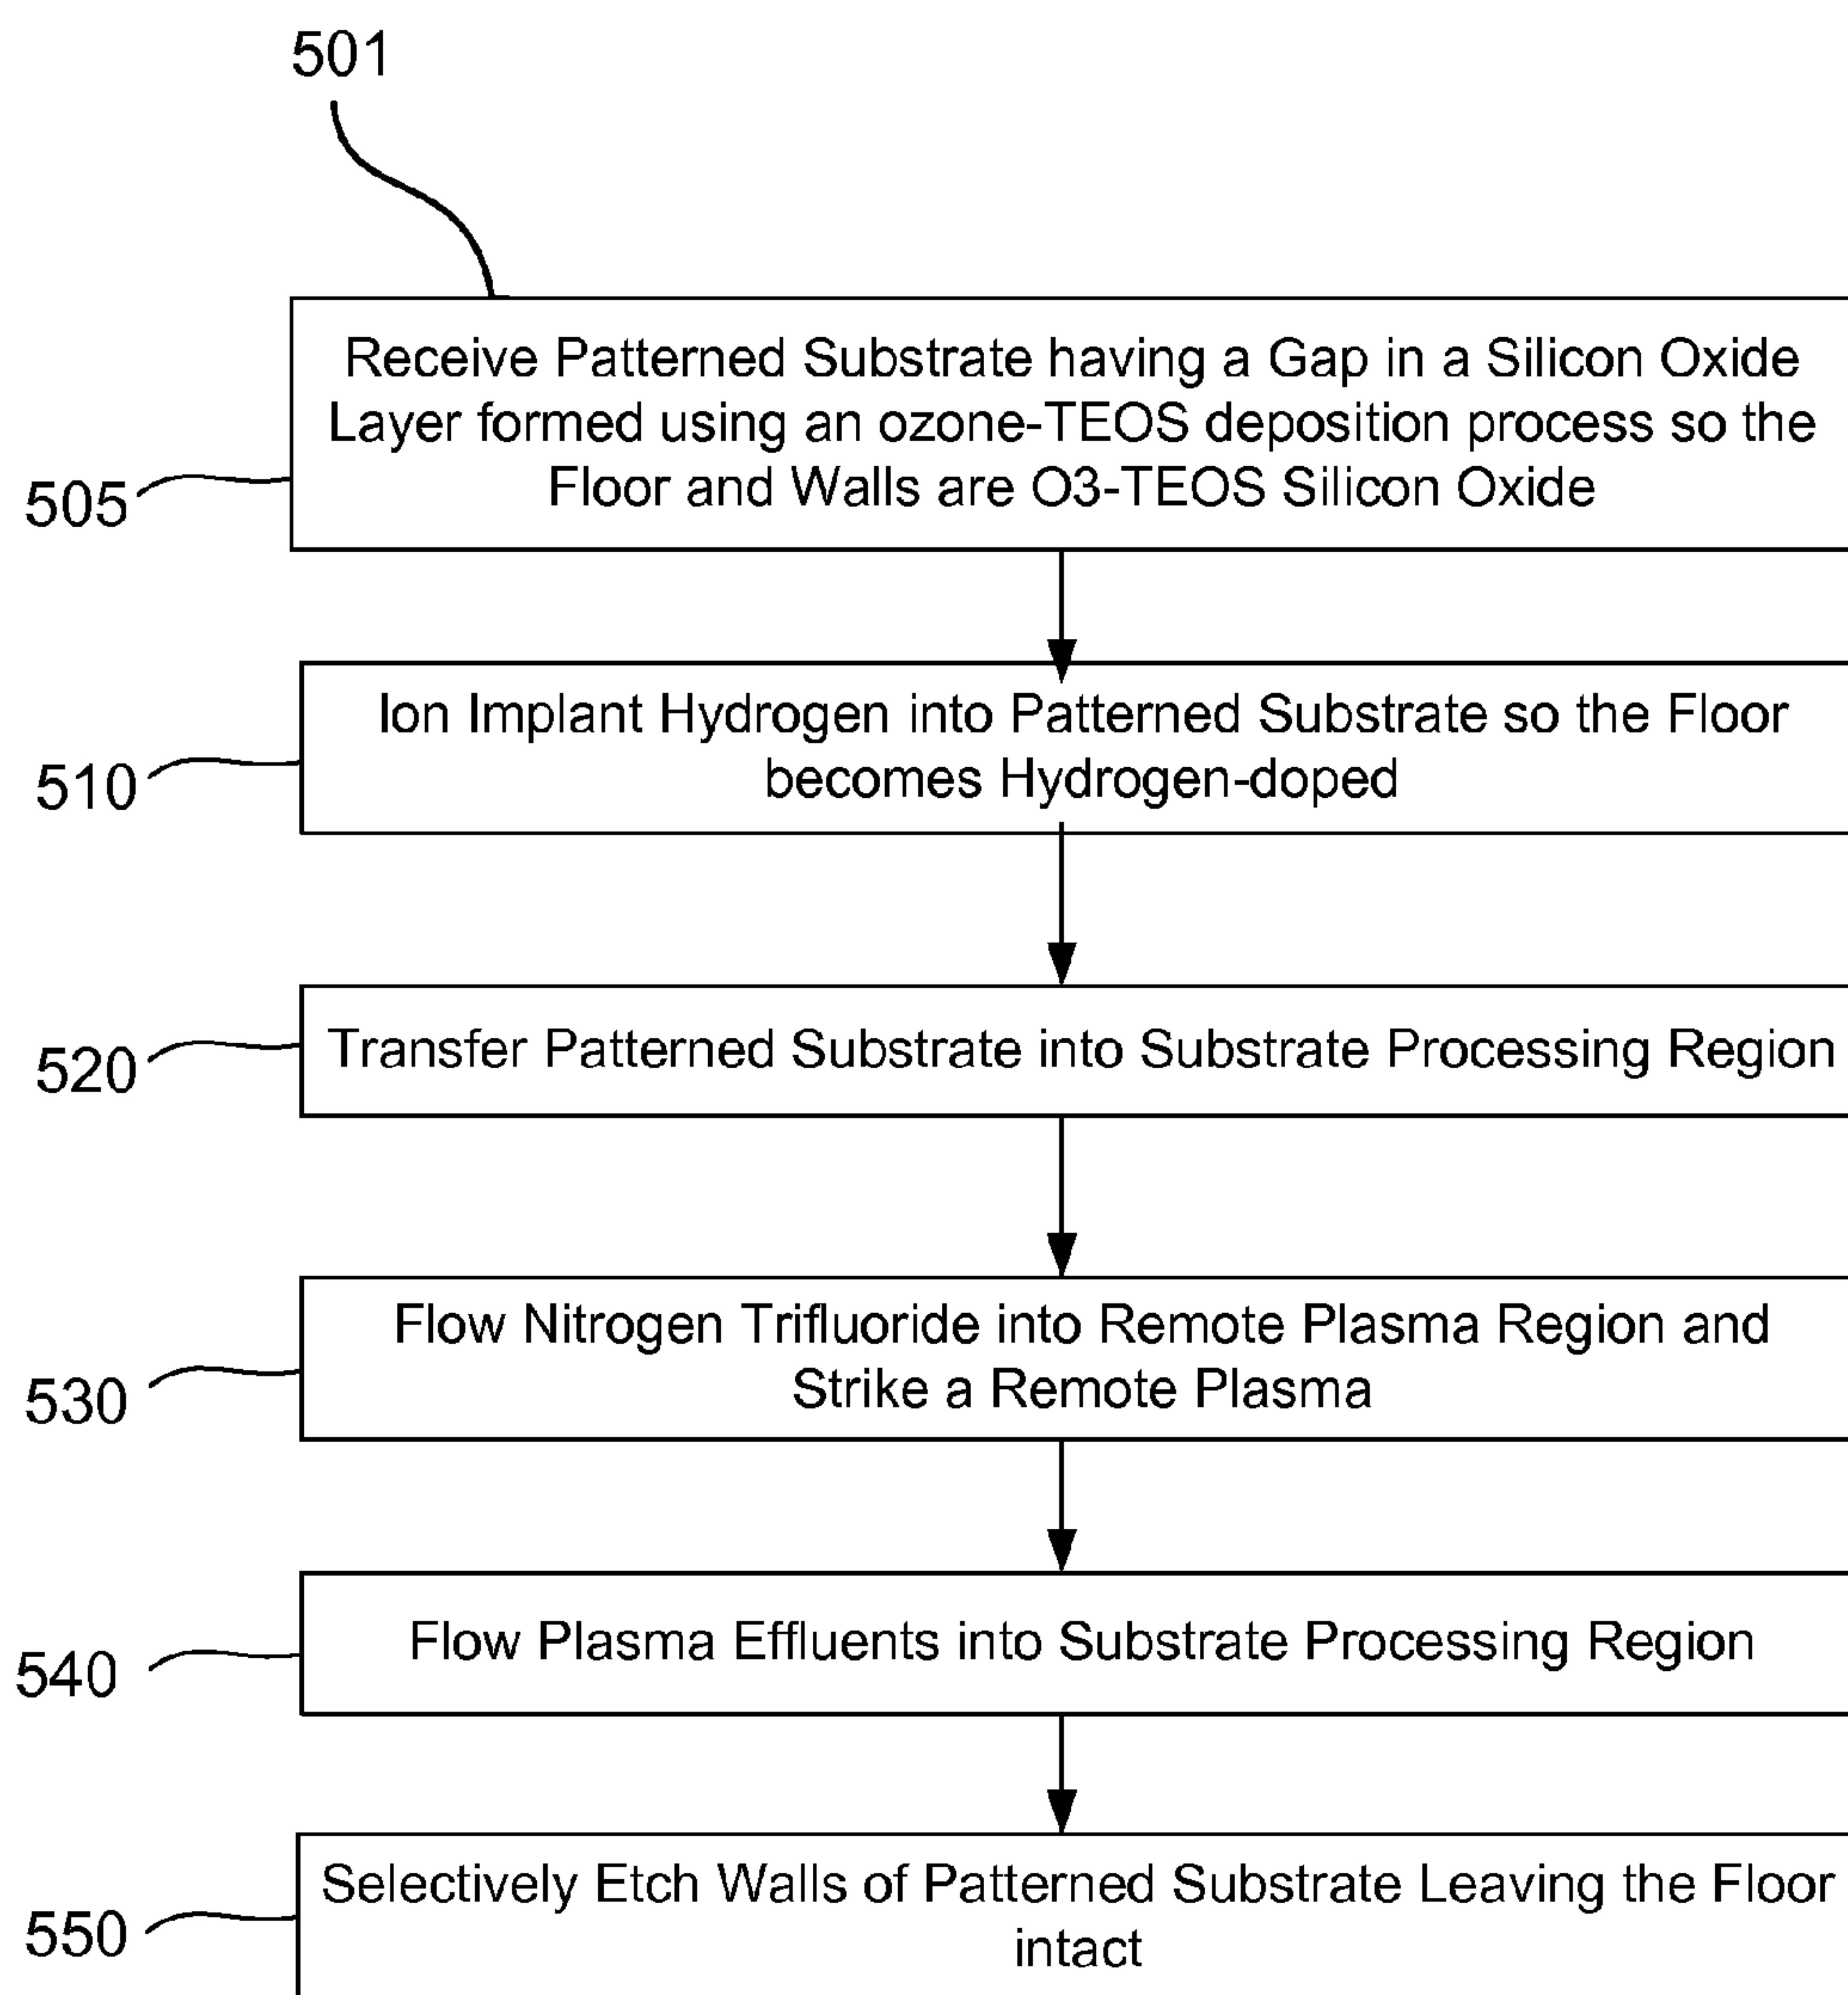 501
Receive Patterned Substrate having a Gap in a Silicon Oxide
Layer formed using an ozone-TEOS deposition process so the
Floor and Walls are O3-TEOS Silicon Oxide
505
Ion Implant Hydrogen into Patterned Substrate so the Floor
becomes Hydrogen-doped
510
Transfer Patterned Substrate into Substrate Processing Region
520
Flow Nitrogen Trifluoride into Remote Plasma Region and
Strike a Remote Plasma
530
Flow Plasma Effluents into Substrate Processing Region
540
Selectively Etch Walls of Patterned Substrate Leaving the Floor
intact
550